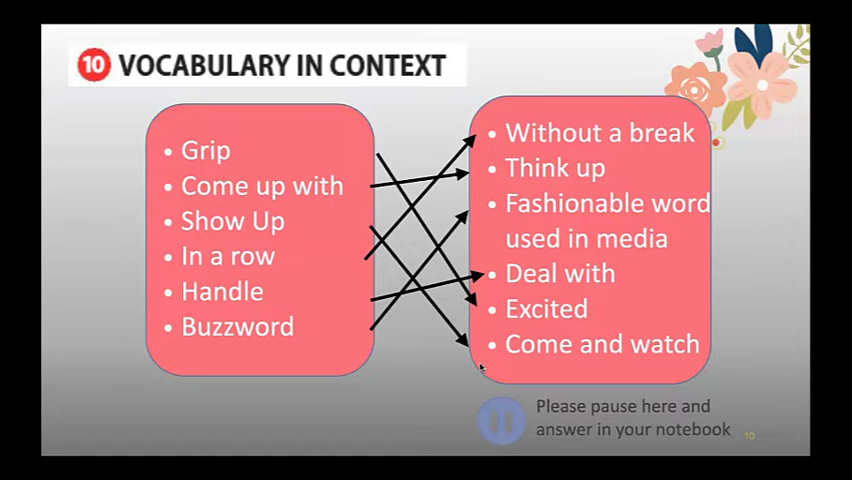 10 VOCABULARY IN CONTEXT
• Grip
• Come up with
• Show Up
• In a row
• Handle
• Buzzword
• Without a break
• Think up
• Fashionable word
used in media
• Deal with
• Excited
• Come and watch
Please pause here and
answer in your notebook
10